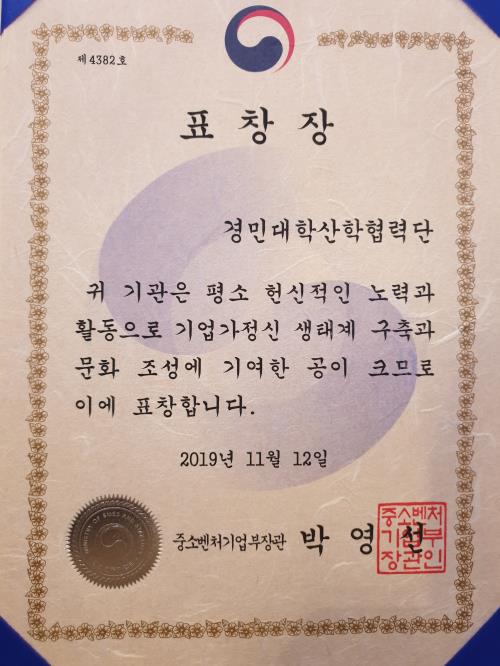 제 4382 호
표 창 장
경민대학산학협력단
귀 기관은 평소 헌신적인 노력과
활동으로 기업가정신 생태계 구축과
문화 조성에 기여한 공이 크므로
이에 표창합니다.
2019년 11월 12일
중소벤처기업부장관 박 영 선
중소벤처
기업부
장관인